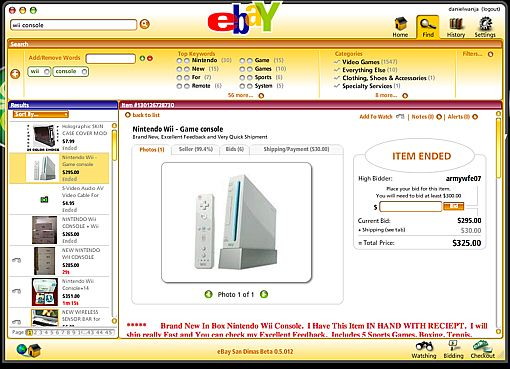 danielwanja (logout)
ebaY
wii console
Home Find History Settings
Search
Add/Remove Words
wii console
Top Keywords
Nintendo (30) Game (15)
New (15) Games (10)
For (7) Sports (6)
Remote (6) System (5)
56 more...
Categories
Video Games (1547)
Everything Else (10)
Clothing, Shoes & Accessories (1)
Specialty Services (1)
8 more...
Filters...
Results
Sort By...
Holographic SKIN CASE COVER MOD
$7.99
Ended
Nintendo Wii - Game console
$295.00
Ended
S-Video Audio AV Video Cable For
$4.95
Ended
NINTENDO Wii CONSOLE + Wii
$265.00
Ended
NEW NINTENDO WII CONSOLE
$285.00
29s
Nintendo Wii CONSOLE+14
$351.00
1m 15s
NEW WIRELESS SENSOR BAR for
Page 1 2 3 4 5 6 7 8 9 10 11...44 45
Item #130126728730
back to list
Add To Watch | Notes (0) | Alerts (0)
Nintendo Wii - Game console
Brand New, Excellent Feedback and Very Quick Shipment.
Photos (1) Seller (99.4%) Bids (6) Shipping/Payment ($30.00)
Photo 1 of 1
ITEM ENDED
High Bidder: armywfe07
Place your bid for this item.
You will need to bid at least $300.00
$ Bid
Current Bid: $295.00
+ Shipping (see tab) $30.00
= Total Price: $325.00
***** Brand New In Box Nintendo Wii Console. I Have This Item IN HAND WITH RECIEPT. I will
ship really Fast and You can check my Excellent Feedback. Includes 5 Sports Games, Boxing, Tennis,
eBay San Dimas Beta 0.5.012
Watching Bidding Checkout